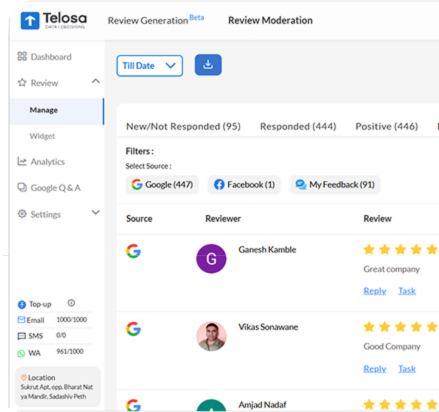 Telosa
DATA | DECISIONS
Review Generation Beta
Review Moderation
Dashboard
Review
Manage
Widget
Analytics
Google Q & A
Settings
Top-up
Email 1000/1000
SMS 0/0
WA 961/1000
Location
Sukrut Apt, opp. Bharat Nat
ya Mandir, Sadashiv Peth
Till Date
New/Not Responded (95) Responded (444) Positive (446)
Filters :
Select Source :
Google (447) Facebook (1) My Feedback (91)
Source Reviewer Review
G
Ganesh Kamble
Great company
Reply Task
Vikas Sonawane
Good Company
Reply Task
Amjad Nadaf